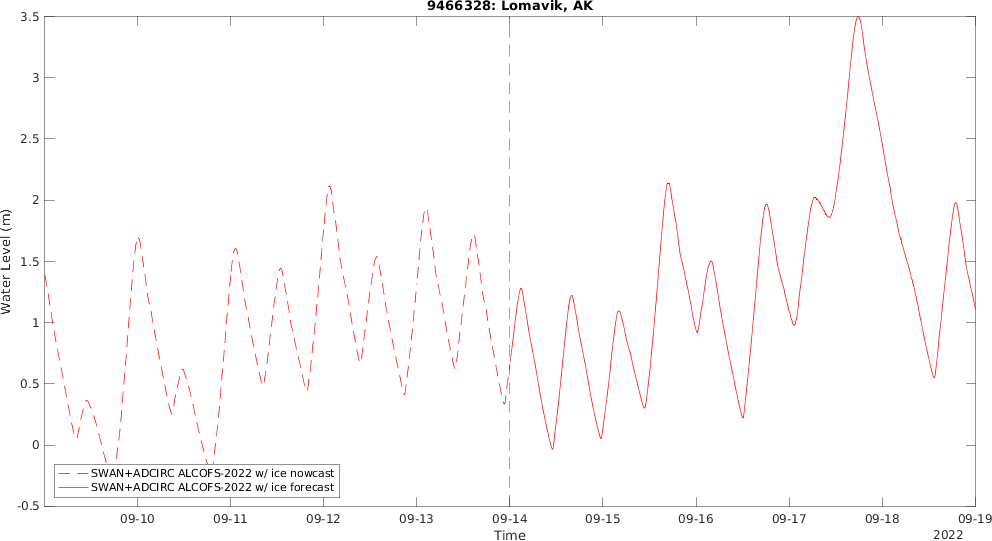 9466328: Lomavik, AK
3.5
3
2.5
2
1.5
1
0.5
0
-0.5
Water Level (m)
SWAN+ADCIRC ALCOFS-2022 w/ ice nowcast
SWAN+ADCIRC ALCOFS-2022 w/ ice forecast
09-10 09-11 09-12 09-13 09-14 09-15 09-16 09-17 09-18 09-19
Time
2022